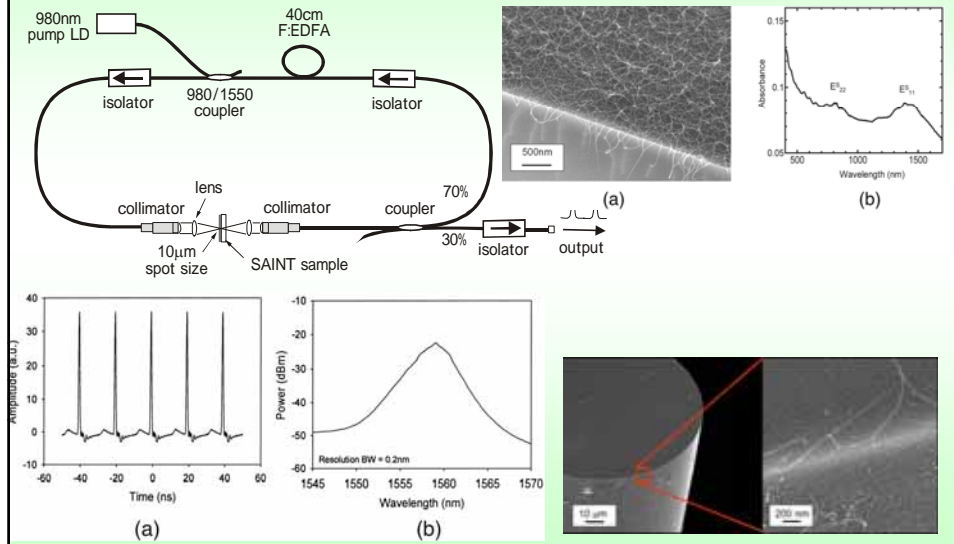 980nm
pump LD
40cm
F:EDFA
isolator
980/1550
coupler
isolator
lens
collimator
collimator
10μm
spot size
SAINT sample
coupler
70%
30%
isolator
output
500nm
(a)
Absorbance
0.15
0.1
0.05
E^S_22
E^S_11
500
1000
1500
Wavelength (nm)
(b)
Amplitude (a.u.)
40
30
20
10
0
-10
-60 -40 -20 0 20 40 60
Time (ns)
(a)
Power (dBm)
-10
-20
-30
-40
-50
-60
Resolution BW = 0.2nm
1545 1550 1555 1560 1565 1570
Wavelength (nm)
(b)
10 μm
200 nm